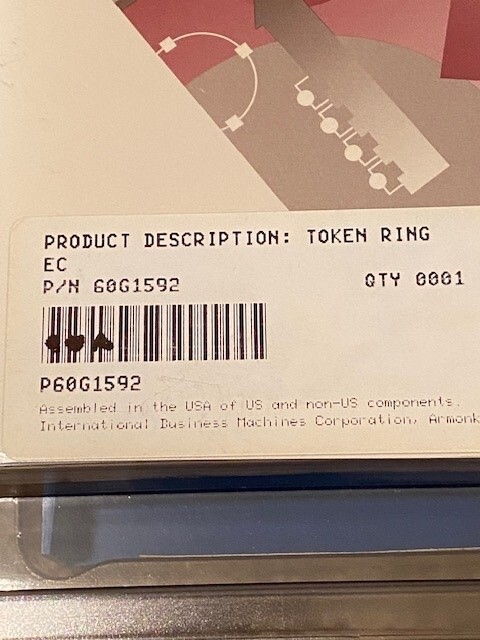 PRODUCT DESCRIPTION: TOKEN RING
EC
P/N 60G1592
QTY 0001
P60G1592
Assembled in the USA of US and non-US components.
International Business Machines Corporation, Armonk